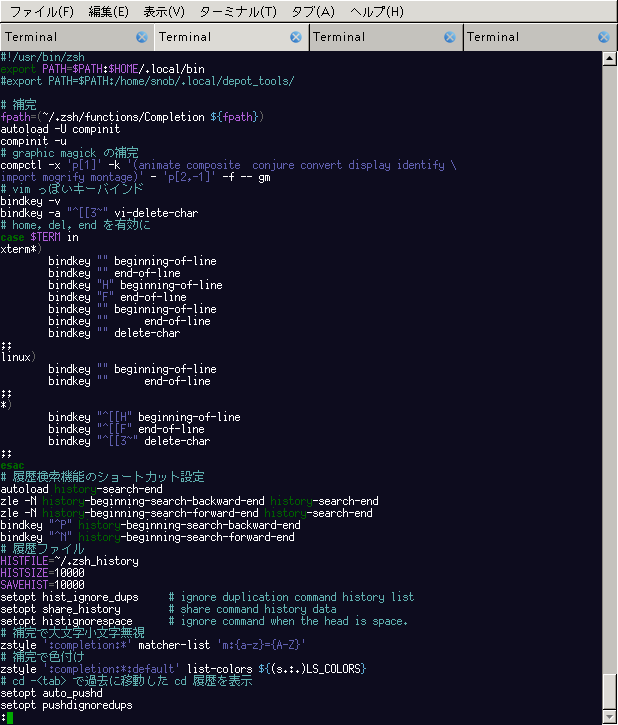 ファイル(F) 編集(E) 表示(V) ターミナル(T) タブ(A) ヘルプ(H)
Terminal Terminal Terminal Terminal
#!/usr/bin/zsh
export PATH=$PATH:$HOME/.local/bin
#export PATH=$PATH:/home/snob/.local/depot_tools/

# 補完
fpath=(~/.zsh/functions/Completion ${fpath})
autoload -U compinit
compinit -u
# graphic magick の補完
compctl -x 'p[1]' -k '(animate composite  conjure convert display identify \
import mogrify montage)' - 'p[2,-1]' -f -- gm
# vim っぽいキーバインド
bindkey -v
bindkey -a "^[[3~" vi-delete-char
# home, del, end を有効に
case $TERM in
xterm*)
        bindkey "" beginning-of-line
        bindkey "" end-of-line
        bindkey "H" beginning-of-line
        bindkey "F" end-of-line
        bindkey "" beginning-of-line
        bindkey ""      end-of-line
        bindkey "" delete-char
;;
linux)
        bindkey "" beginning-of-line
        bindkey ""      end-of-line
;;
*)
        bindkey "^[[H" beginning-of-line
        bindkey "^[[F" end-of-line
        bindkey "^[[3~" delete-char
;;
esac
# 履歴検索機能のショートカット設定
autoload history-search-end
zle -N history-beginning-search-backward-end history-search-end
zle -N history-beginning-search-forward-end history-search-end
bindkey "^P" history-beginning-search-backward-end
bindkey "^N" history-beginning-search-forward-end
# 履歴ファイル
HISTFILE=~/.zsh_history
HISTSIZE=10000
SAVEHIST=10000
setopt hist_ignore_dups     # ignore duplication command history list
setopt share_history        # share command history data
setopt histignorespace      # ignore command when the head is space.
# 補完で大文字小文字無視
zstyle ':completion:*' matcher-list 'm:{a-z}={A-Z}'
# 補完で色付け
zstyle ':completion:*:default' list-colors ${(s.:.)LS_COLORS}
# cd -<tab> で過去に移動した cd 履歴を表示
setopt auto_pushd
setopt pushdignoredups
: